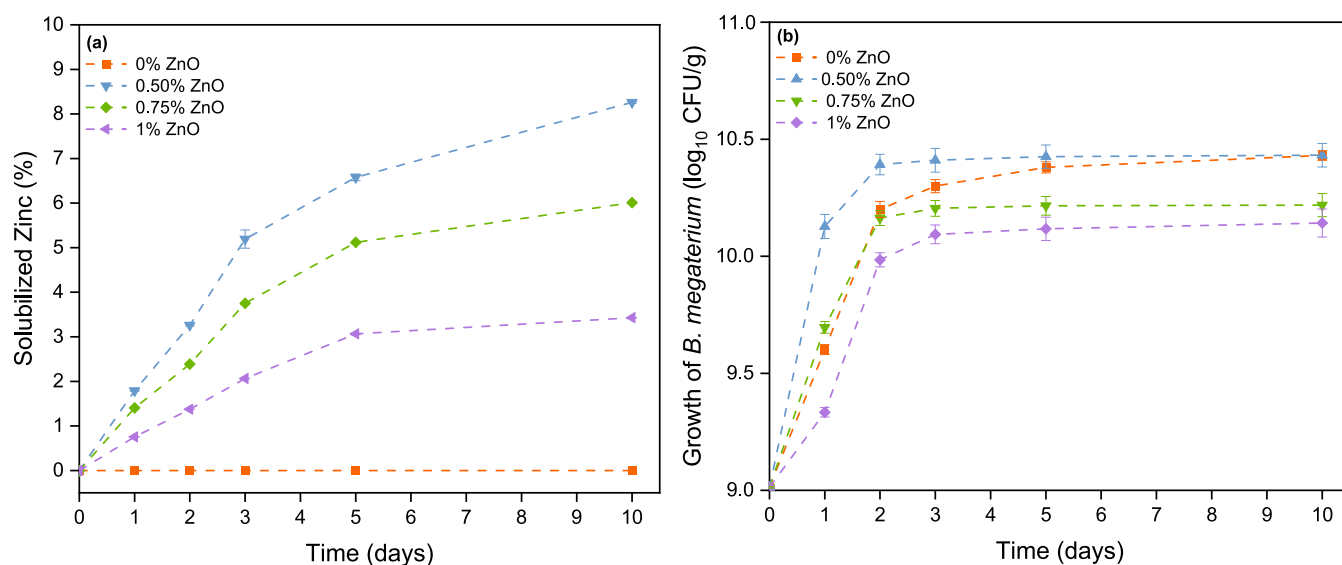 (a)
0% ZnO
0.50% ZnO
0.75% ZnO
1% ZnO
Solubilized Zinc (%)
10
9
8
7
6
5
4
3
2
1
0
0 1 2 3 4 5 6 7 8 9 10
Time (days)
(b)
0% ZnO
0.50% ZnO
0.75% ZnO
1% ZnO
Growth of B. megaterium (log₁₀ CFU/g)
11.0
10.5
10.0
9.5
9.0
0 1 2 3 4 5 6 7 8 9 10
Time (days)